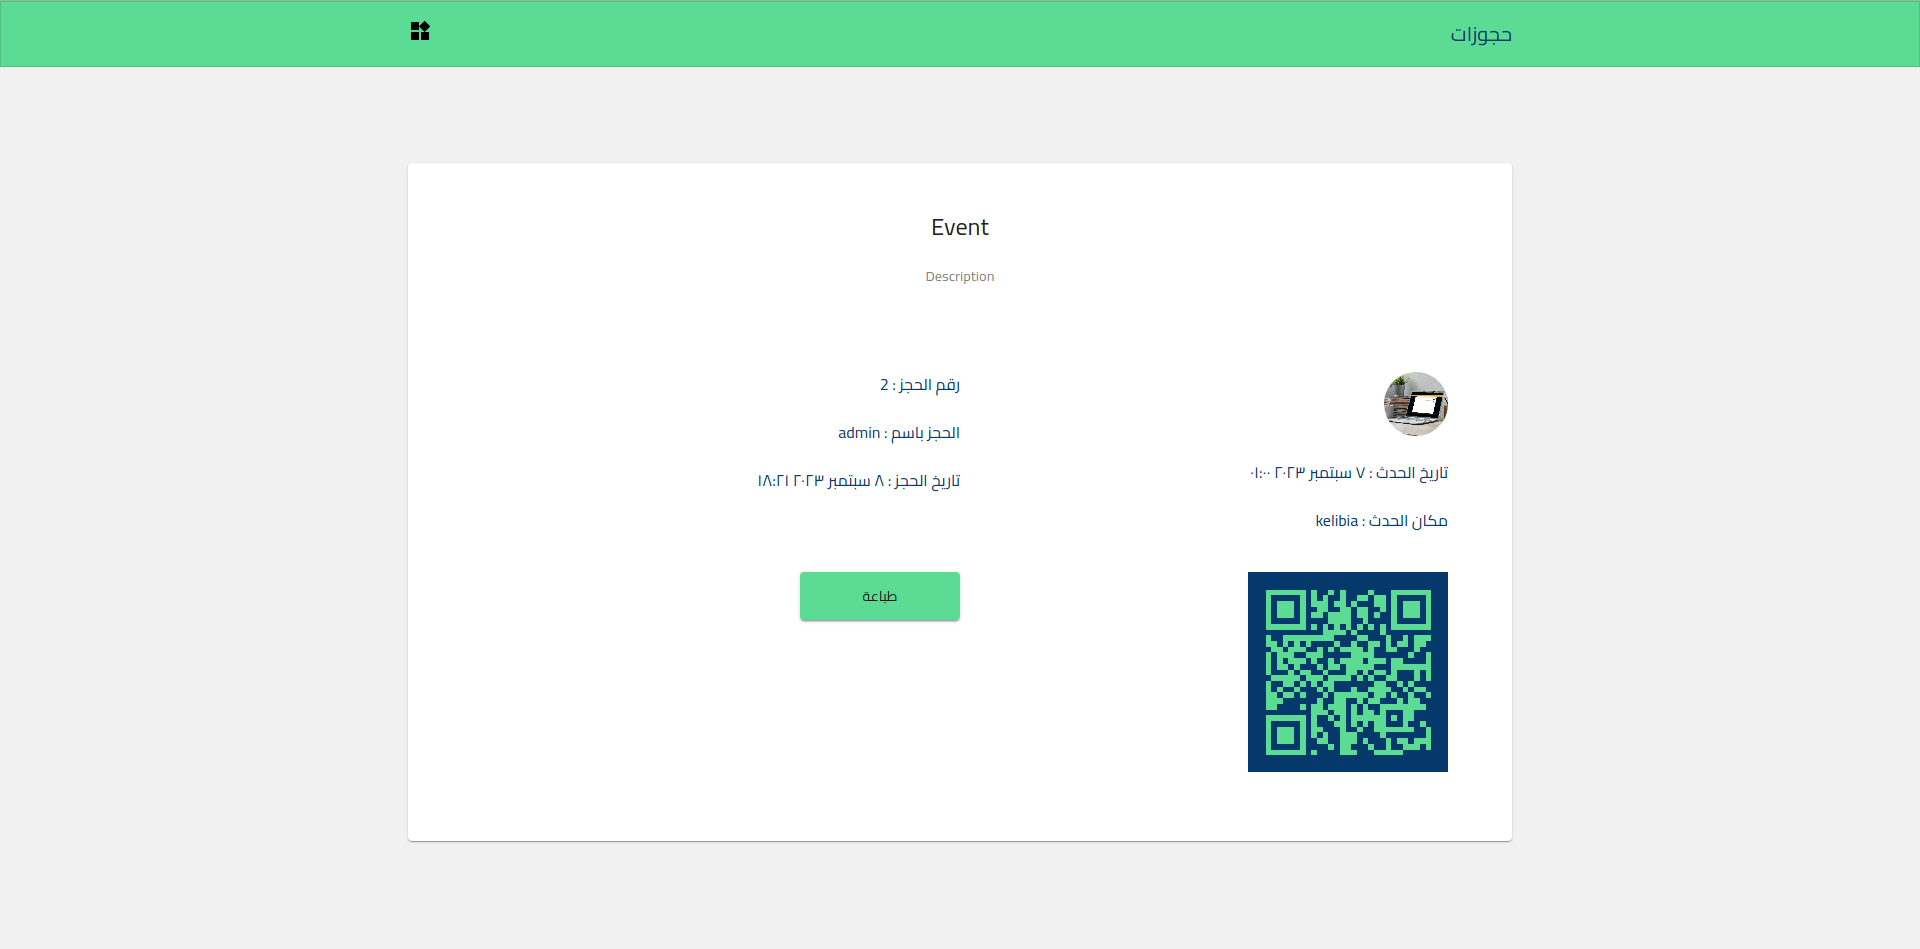 حجوزات
Event
Description
تاريخ الحدث : ٧ سبتمبر ٢٠٢٣ ٠١:٠٠
مكان الحدث : kelibia
رقم الحجز : 2
الحجز باسم : admin
تاريخ الحجز : ٨ سبتمبر ٢٠٢٣ ١٨:٢١
طباعة